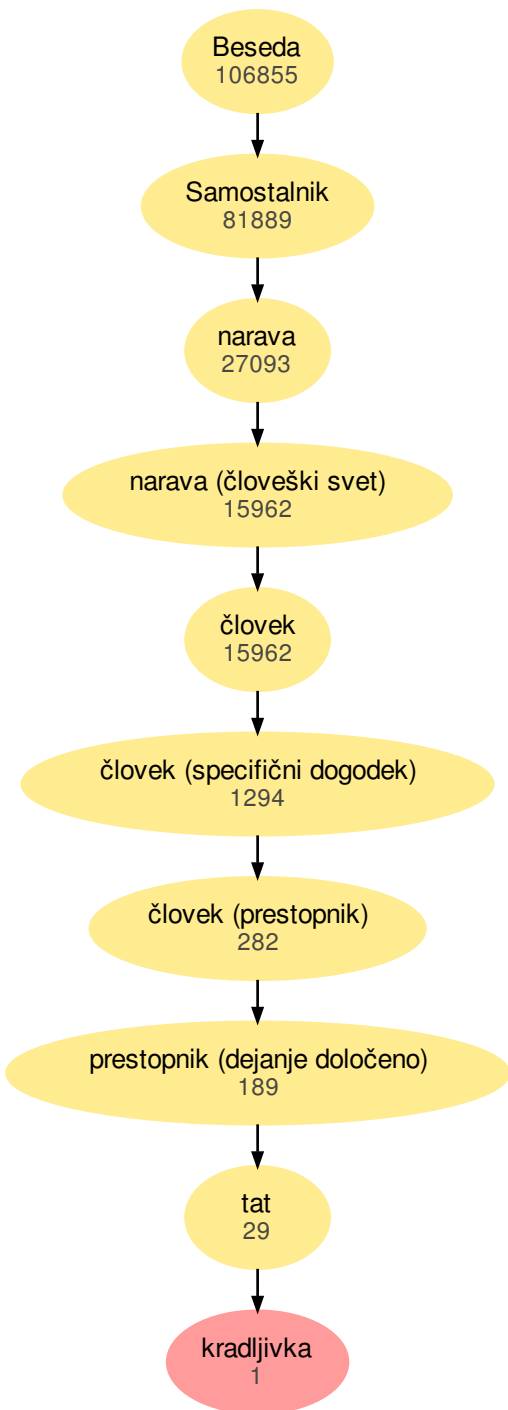 Beseda
106855
Samostalnik
81889
narava
27093
narava (človeški svet)
15962
človek
15962
človek (specifični dogodek)
1294
človek (prestopnik)
282
prestopnik (dejanje določeno)
189
tat
29
kradljivka
1